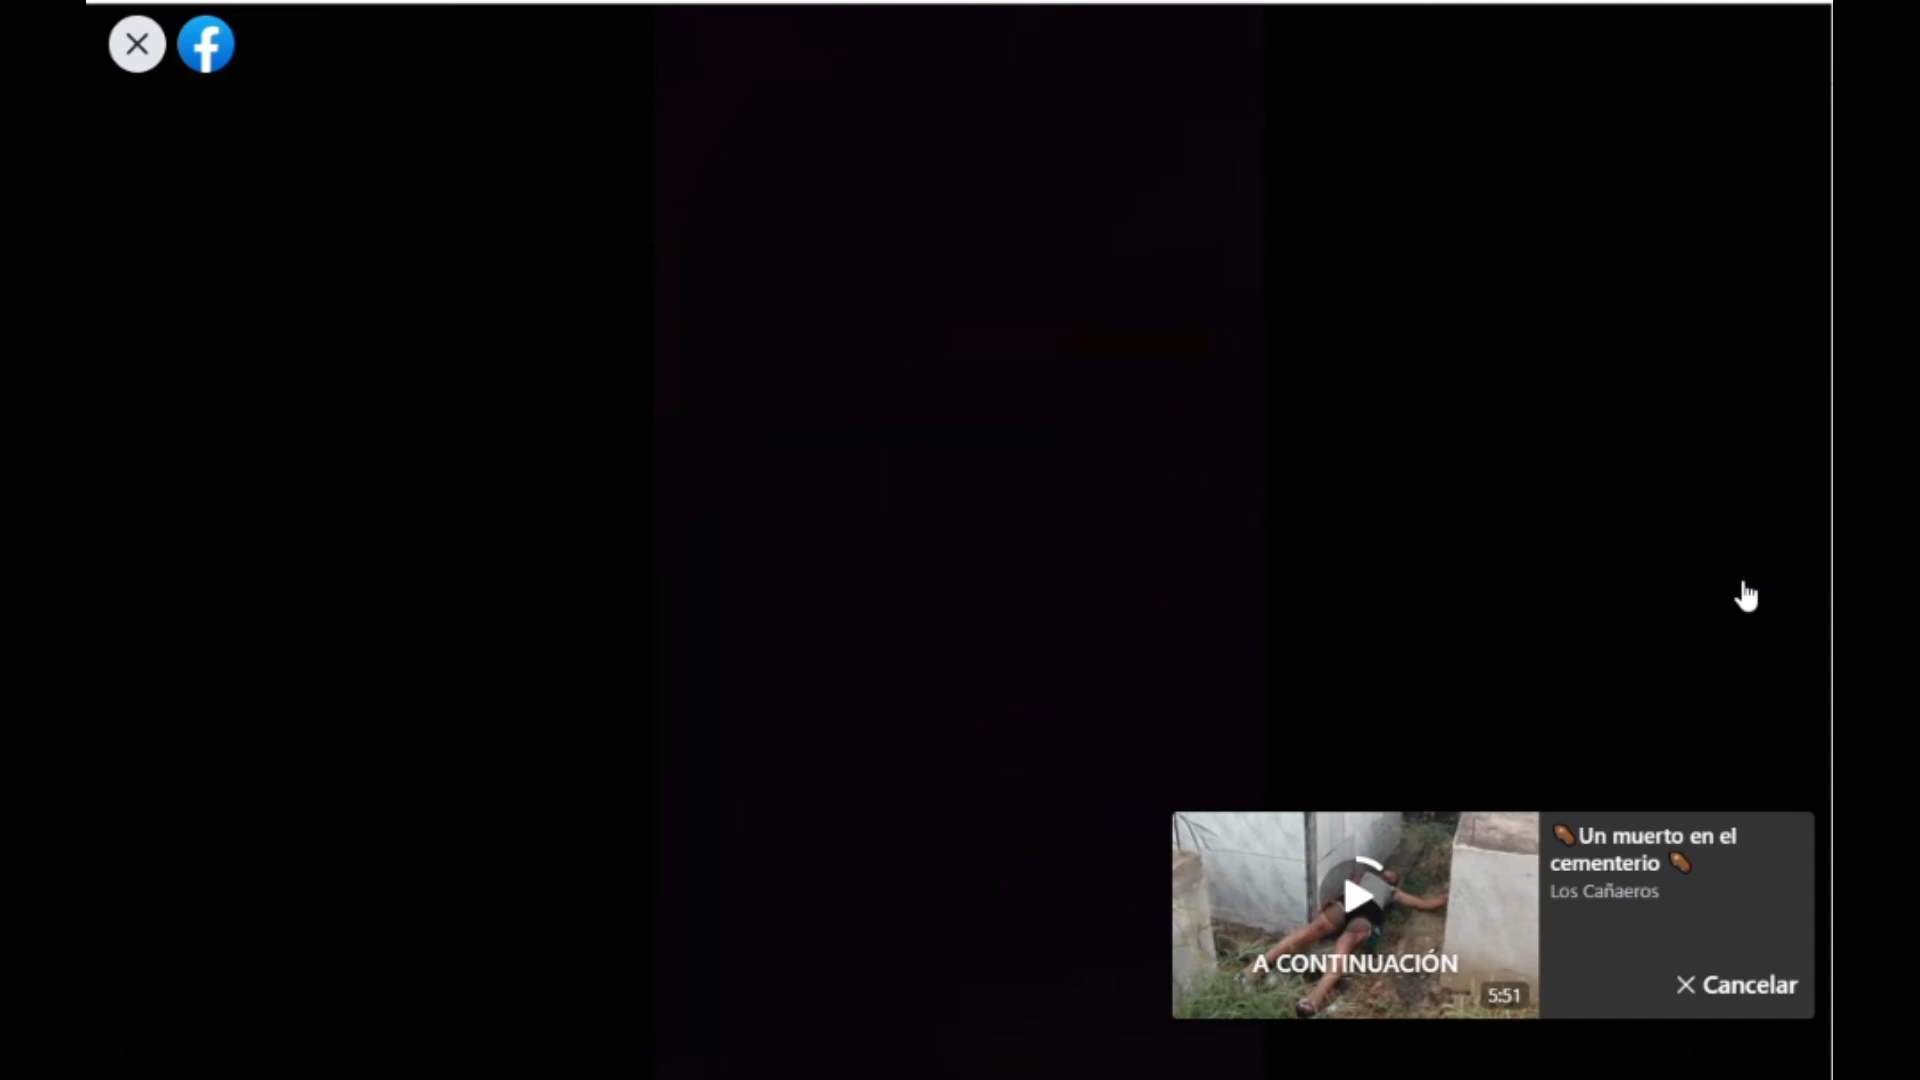 ⚰️Un muerto en el
cementerio ⚰️
Los Cañaeros
A CONTINUACIÓN
5:51
Cancelar